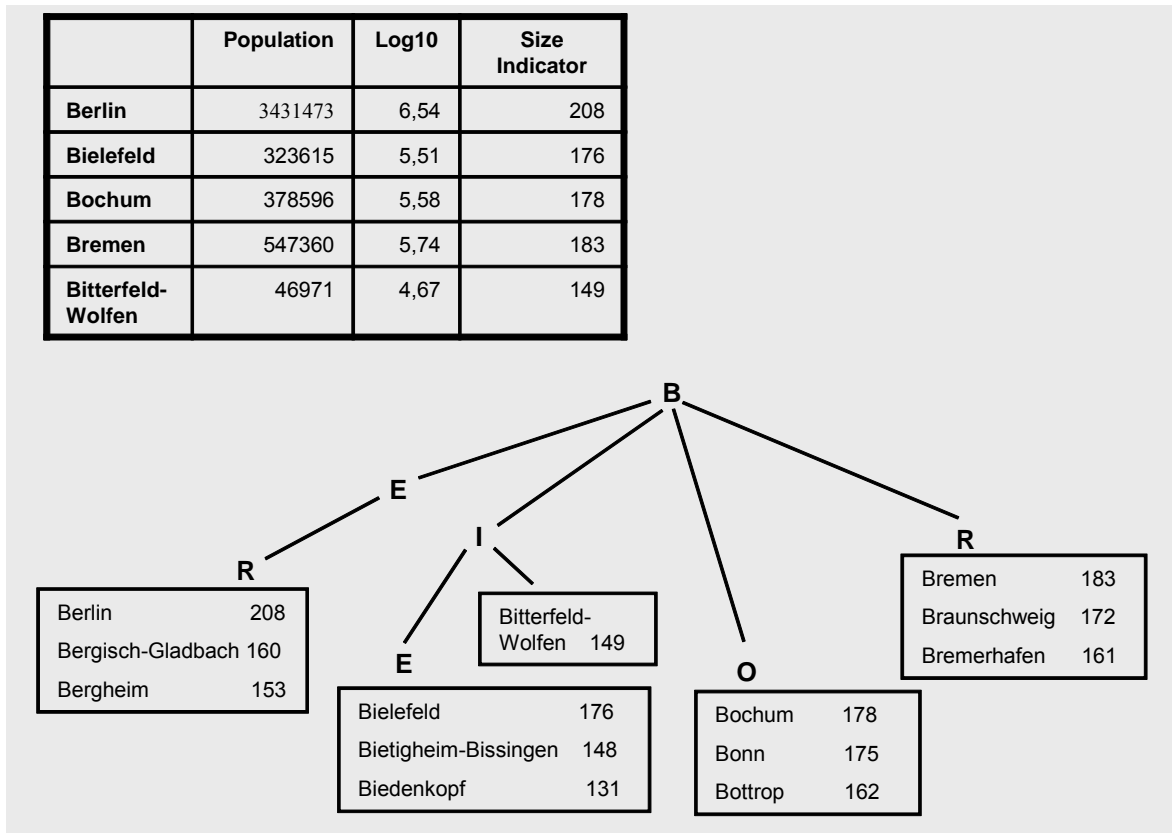 Population Log10 Size
Indicator
Berlin 3431473 6,54 208
Bielefeld 323615 5,51 176
Bochum 378596 5,58 178
Bremen 547360 5,74 183
Bitterfeld- 46971 4,67 149
Wolfen
B
E
I
R
R
Berlin 208
Bergisch-Gladbach 160
Bergheim 153
E
Bitterfeld-
Wolfen 149
O
Bremen 183
Braunschweig 172
Bremerhafen 161
Bielefeld 176
Bietigheim-Bissingen 148
Biedenkopf 131
Bochum 178
Bonn 175
Bottrop 162